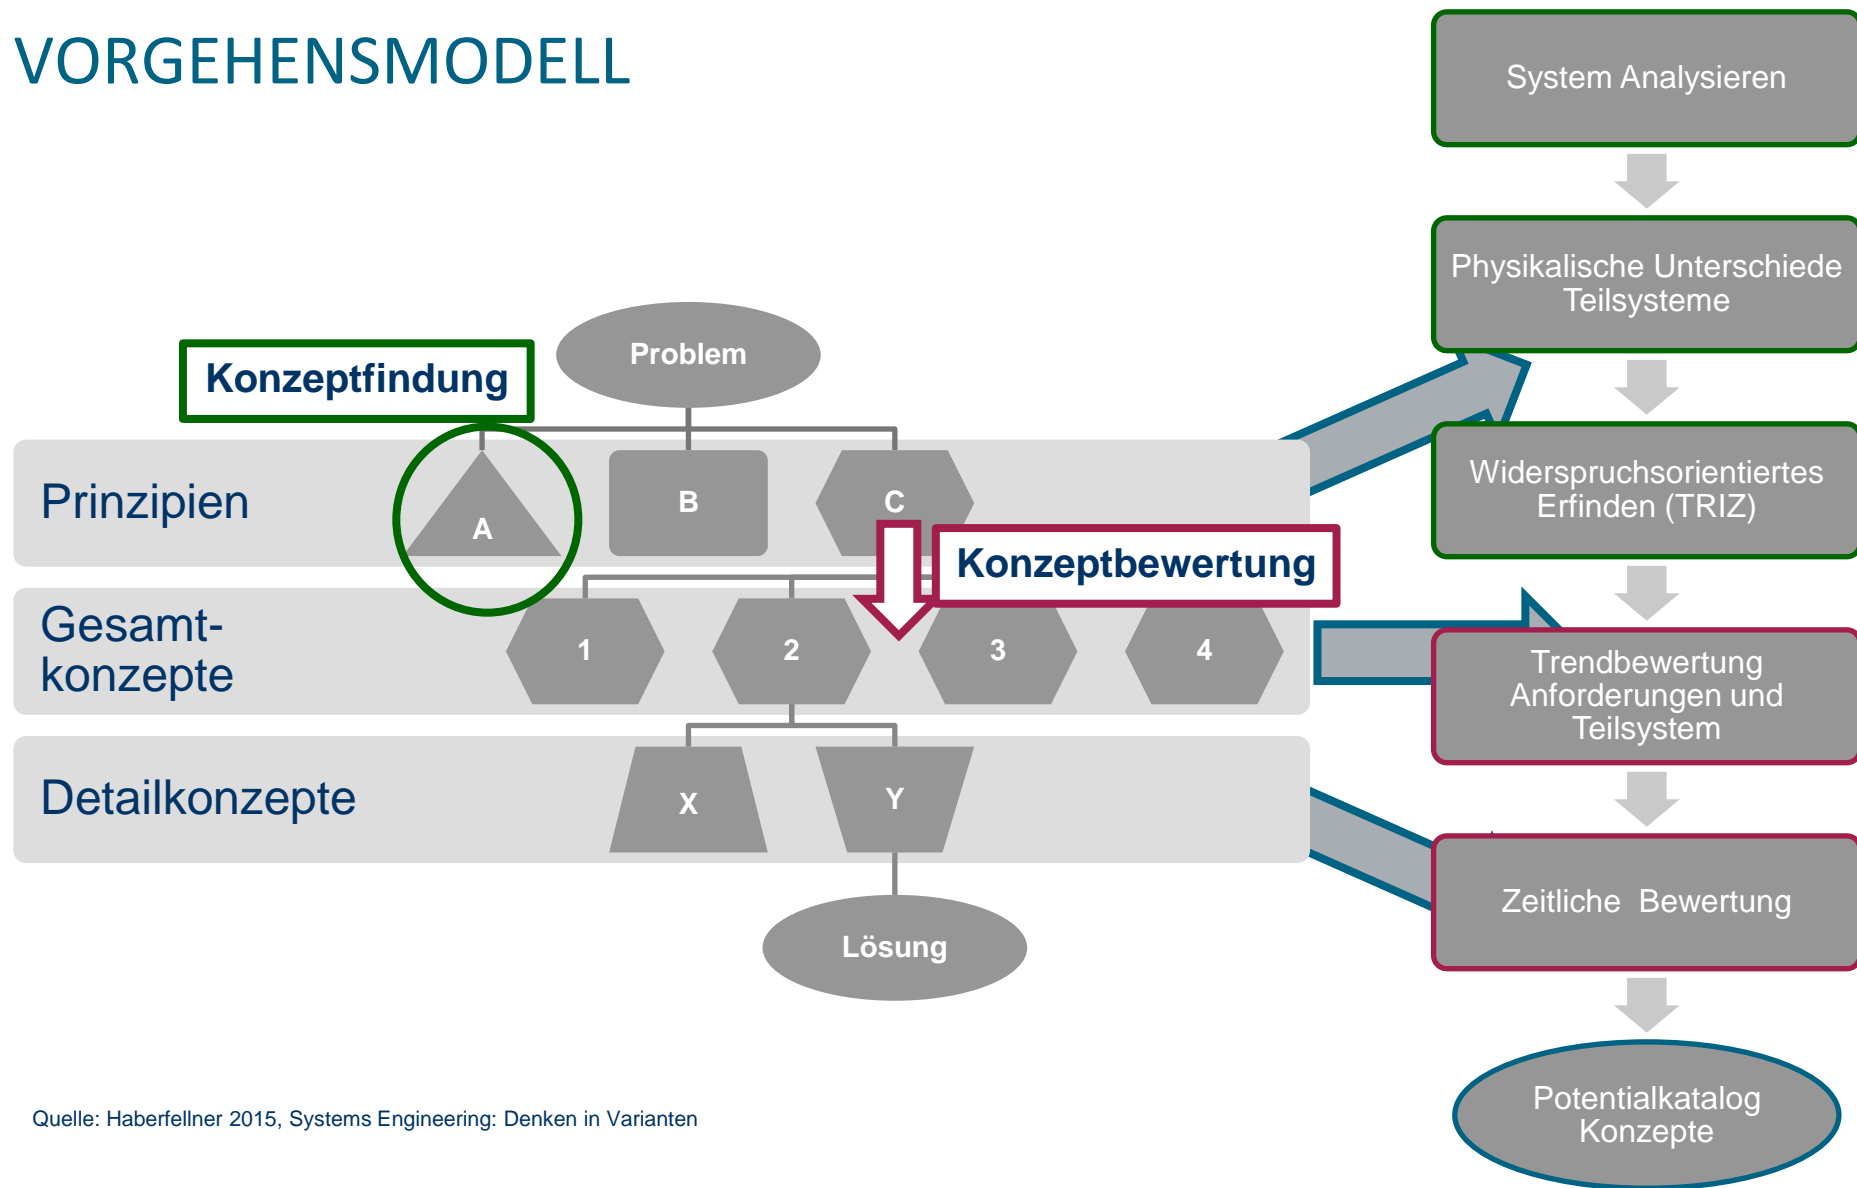 VORGEHENSMODELL
System Analysieren
Physikalische Unterschiede
Teilsysteme
Problem
Konzeptfindung
Prinzipien
A
B
C
Widerspruchsorientiertes
Erfinden (TRIZ)
Konzeptbewertung
Gesamt-
konzepte
1
2
3
4
Trendbewertung
Anforderungen und
Teilsystem
Detailkonzepte
X
Y
Zeitliche  Bewertung
Lösung
Potentialkatalog
Konzepte
Quelle: Haberfellner 2015, Systems Engineering: Denken in Varianten